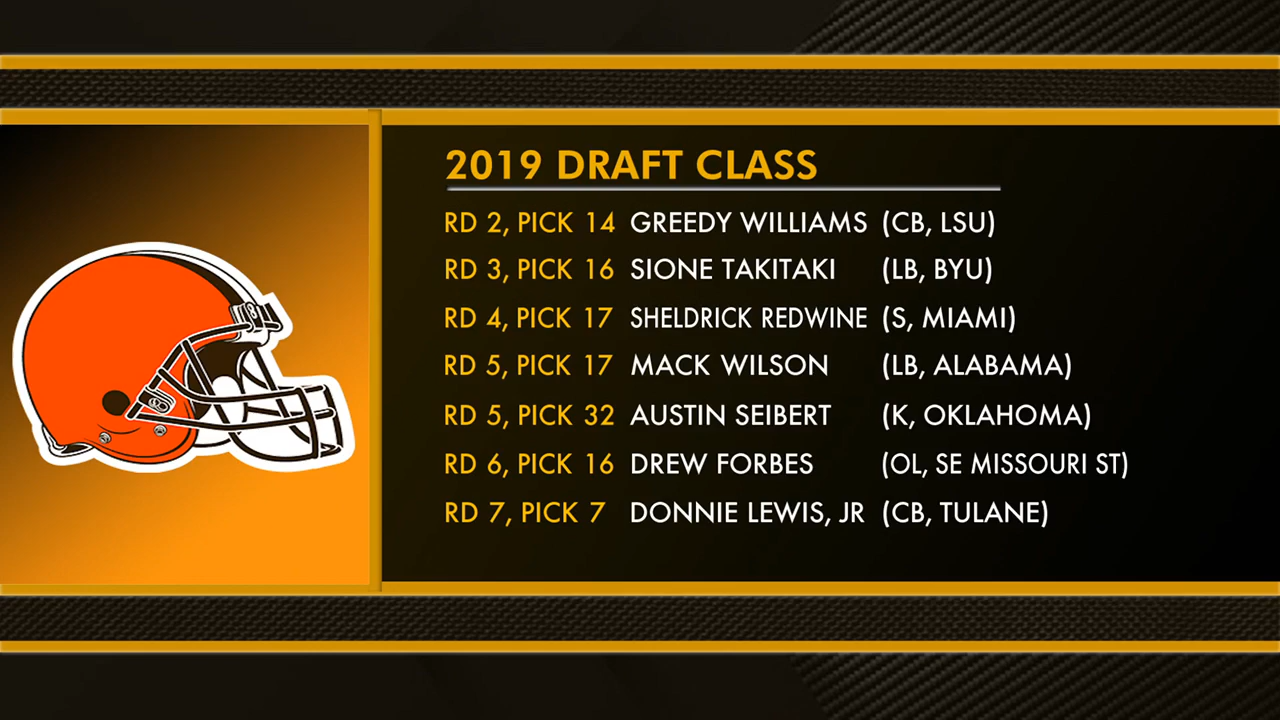 2019 DRAFT CLASS
RD 2, PICK 14 GREEDY WILLIAMS (CB, LSU)
RD 3, PICK 16 SIONE TAKITAKI (LB, BYU)
RD 4, PICK 17 SHELDRICK REDWINE (S, MIAMI)
RD 5, PICK 17 MACK WILSON (LB, ALABAMA)
RD 5, PICK 32 AUSTIN SEIBERT (K, OKLAHOMA)
RD 6, PICK 16 DREW FORBES (OL, SE MISSOURI ST)
RD 7, PICK 7 DONNIE LEWIS, JR (CB, TULANE)